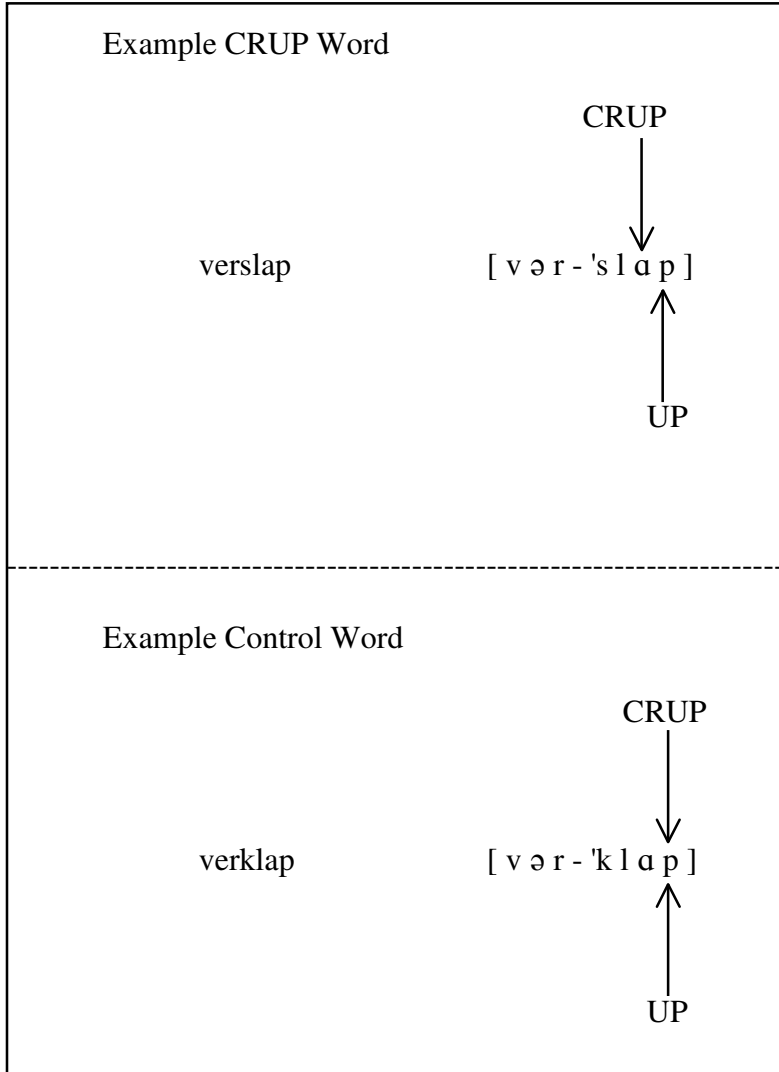 Example CRUP Word
CRUP
verslap [ v ə r - 's l ɑ p ]
UP
Example Control Word
CRUP
verklap [ v ə r - 'k l ɑ p ]
UP